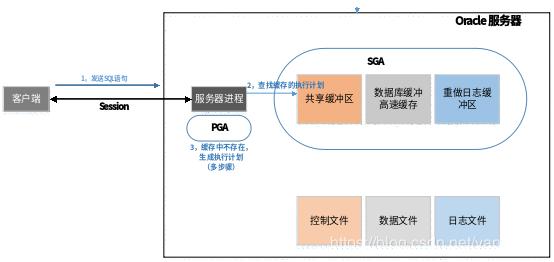 Oracle 服务器
SGA
1，发送SQL语句
2，查找缓存的执行计划
客户端
Session
服务器进程
共享缓冲区
数据库缓冲
高速缓存
重做日志缓
冲区
PGA
3，缓存中不存在，
生成执行计划
（多步骤）
控制文件
数据文件
日志文件
https://blog.csdn.net/yan